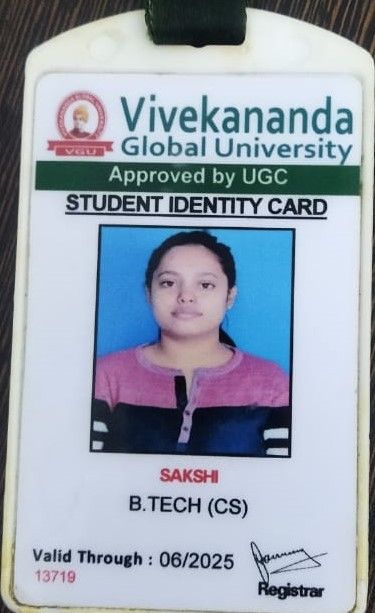 Vivekananda
Global University
VGU
Approved by UGC
STUDENT IDENTITY CARD
SAKSHI
B.TECH (CS)
Valid Through : 06/2025
13719
Registrar